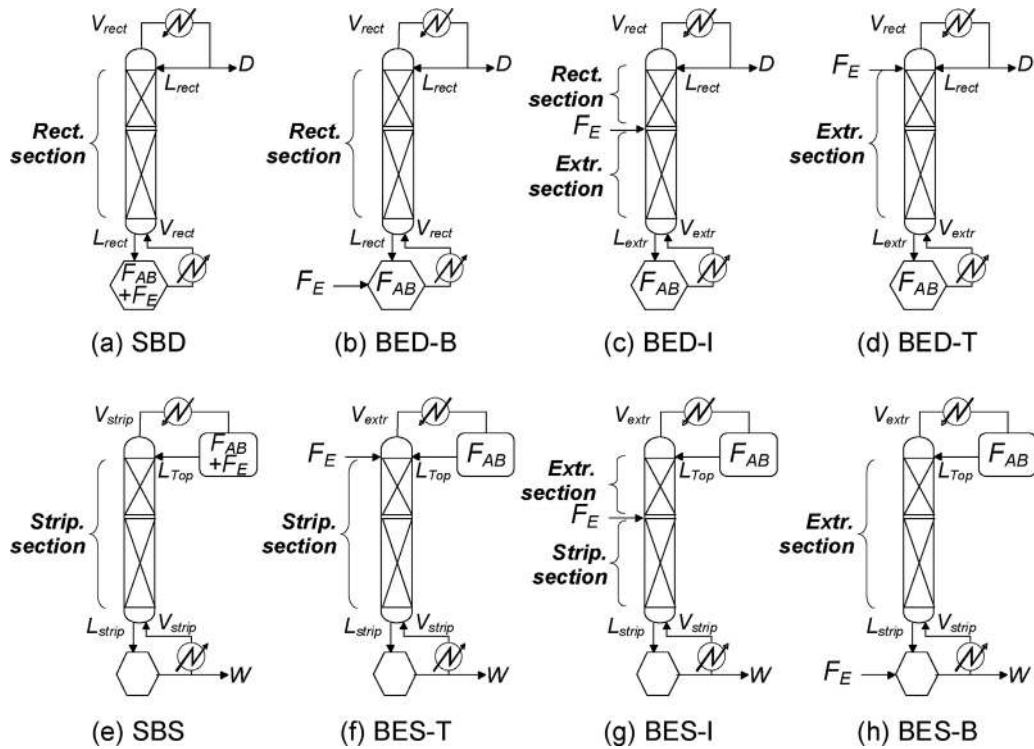 V_rect
D
L_rect
Rect.
section
L_rect
V_rect
F_AB
+F_E
(a) SBD
V_rect
D
L_rect
Rect.
section
L_rect
V_rect
F_E
F_AB
(b) BED-B
V_rect
D
L_rect
Rect.
section
F_E
Extr.
section
L_extr
V_extr
F_AB
(c) BED-I
V_rect
F_E
D
L_rect
Extr.
section
L_extr
V_extr
F_AB
(d) BED-T
V_strip
F_AB
+F_E
L_Top
Strip.
section
L_strip
V_strip
W
(e) SBS
V_extr
F_E
F_AB
L_Top
Strip.
section
L_strip
V_strip
W
(f) BES-T
V_extr
F_AB
L_Top
Extr.
section
F_E
Strip.
section
L_strip
V_strip
W
(g) BES-I
V_extr
F_AB
L_Top
Extr.
section
L_strip
V_strip
F_E
W
(h) BES-B